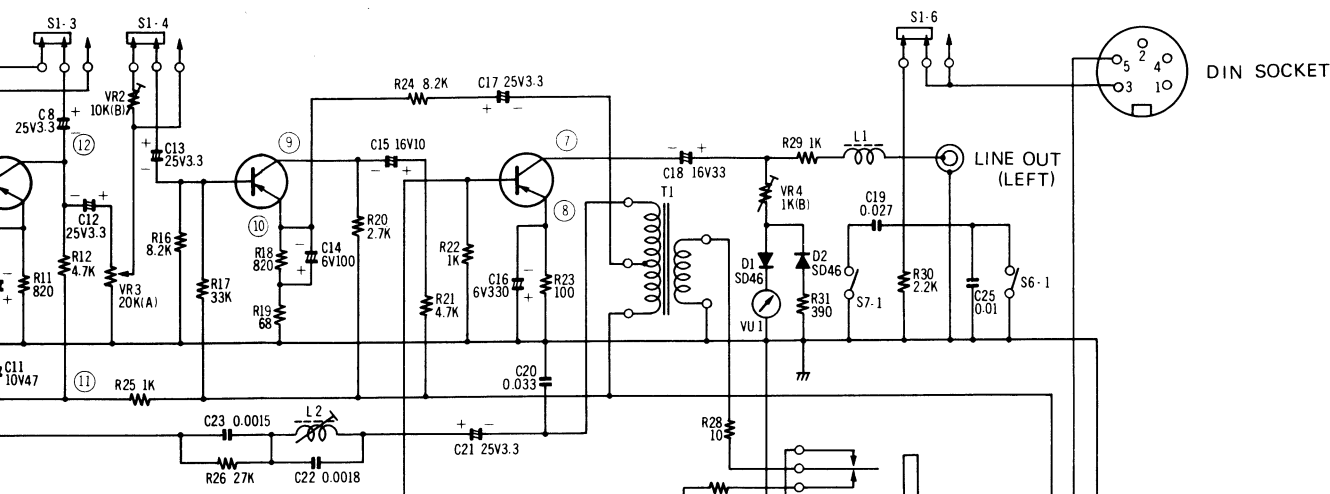 S1-3
S1-4
S1-6
2
5
4
3
1
DIN SOCKET
R24 8.2K
C17 25V3.3
+
-
VR2
10K(B)
C8
25V3.3
+
-
12
+
C13
25V3.3
-
9
C15 16V10
-
+
7
-
+
C18 16V33
R29 1K
L1
LINE OUT
(LEFT)
T1
VR4
1K(B)
C19
0.027
-
+
C12
25V3.3
10
8
R16
8.2K
R18
820
-
C14
6V100
+
R20
2.7K
R22
1K
R12
4.7K
R11
820
-
+
VR3
20K(A)
R17
33K
R19
68
C16
6V330
-
+
R23
100
R21
4.7K
D1
SD46
D2
SD46
R31
390
VU1
S7-1
R30
2.2K
C25
0.01
S6-1
C11
10V47
11
R25 1K
C20
0.033
C23 0.0015
L2
+
-
C21 25V3.3
R28
10
R26 27K
C22 0.0018